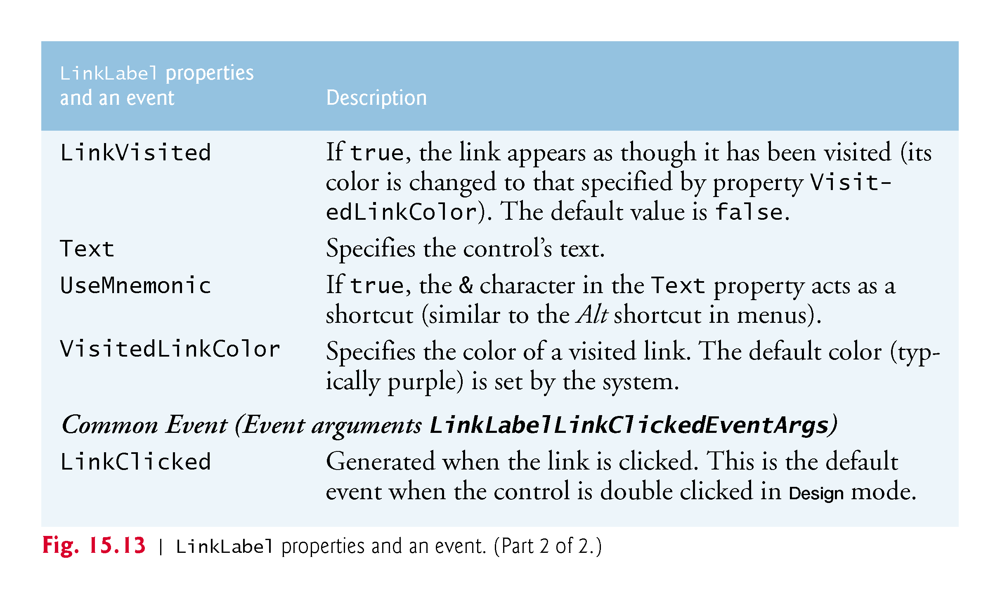 LinkLabel properties
and an event Description
LinkVisited If true, the link appears as though it has been visited (its
color is changed to that specified by property Visit-
edLinkColor). The default value is false.
Text Specifies the control’s text.
UseMnemonic If true, the & character in the Text property acts as a
shortcut (similar to the Alt shortcut in menus).
VisitedLinkColor Specifies the color of a visited link. The default color (typ-
ically purple) is set by the system.
Common Event (Event arguments LinkLabelLinkClickedEventArgs)
LinkClicked Generated when the link is clicked. This is the default
event when the control is double clicked in Design mode.
Fig. 15.13 | LinkLabel properties and an event. (Part 2 of 2.)